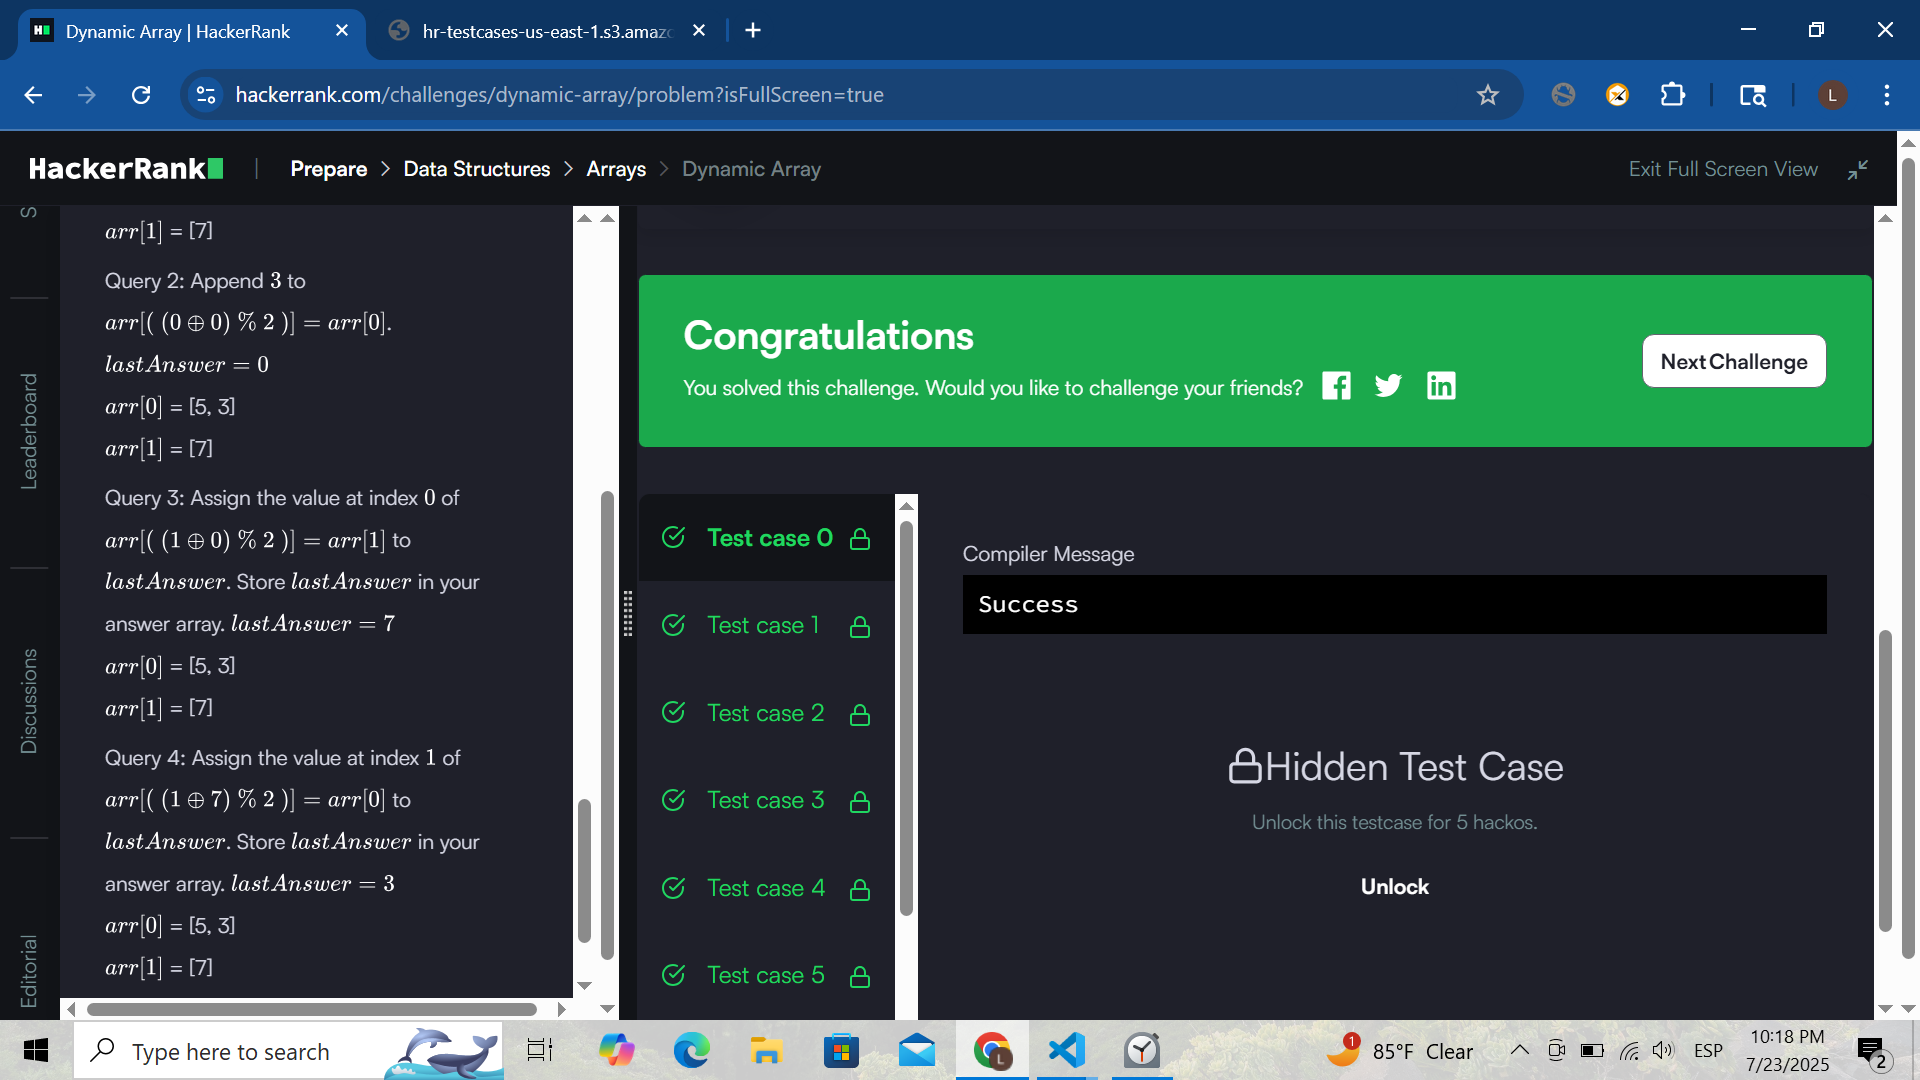 Dynamic Array | HackerRank
hr-testcases-us-east-1.s3.amazo
hackerrank.com/challenges/dynamic-array/problem?isFullScreen=true
L
HackerRank
Prepare > Data Structures > Arrays > Dynamic Array
Exit Full Screen View
Leaderboard
Discussions
Editorial
arr[1] = [7]
Query 2: Append 3 to
arr[( (0 ⊕ 0) % 2 )] = arr[0].
lastAnswer = 0
arr[0] = [5, 3]
arr[1] = [7]
Query 3: Assign the value at index 0 of
arr[( (1 ⊕ 0) % 2 )] = arr[1] to
lastAnswer. Store lastAnswer in your
answer array. lastAnswer = 7
arr[0] = [5, 3]
arr[1] = [7]
Query 4: Assign the value at index 1 of
arr[( (1 ⊕ 7) % 2 )] = arr[0] to
lastAnswer. Store lastAnswer in your
answer array. lastAnswer = 3
arr[0] = [5, 3]
arr[1] = [7]
Congratulations
You solved this challenge. Would you like to challenge your friends?
Next Challenge
Test case 0
Test case 1
Test case 2
Test case 3
Test case 4
Test case 5
Compiler Message
Success
Hidden Test Case
Unlock this testcase for 5 hackos.
Unlock
Type here to search
L
1
85°F Clear
ESP
10:18 PM
7/23/2025
2